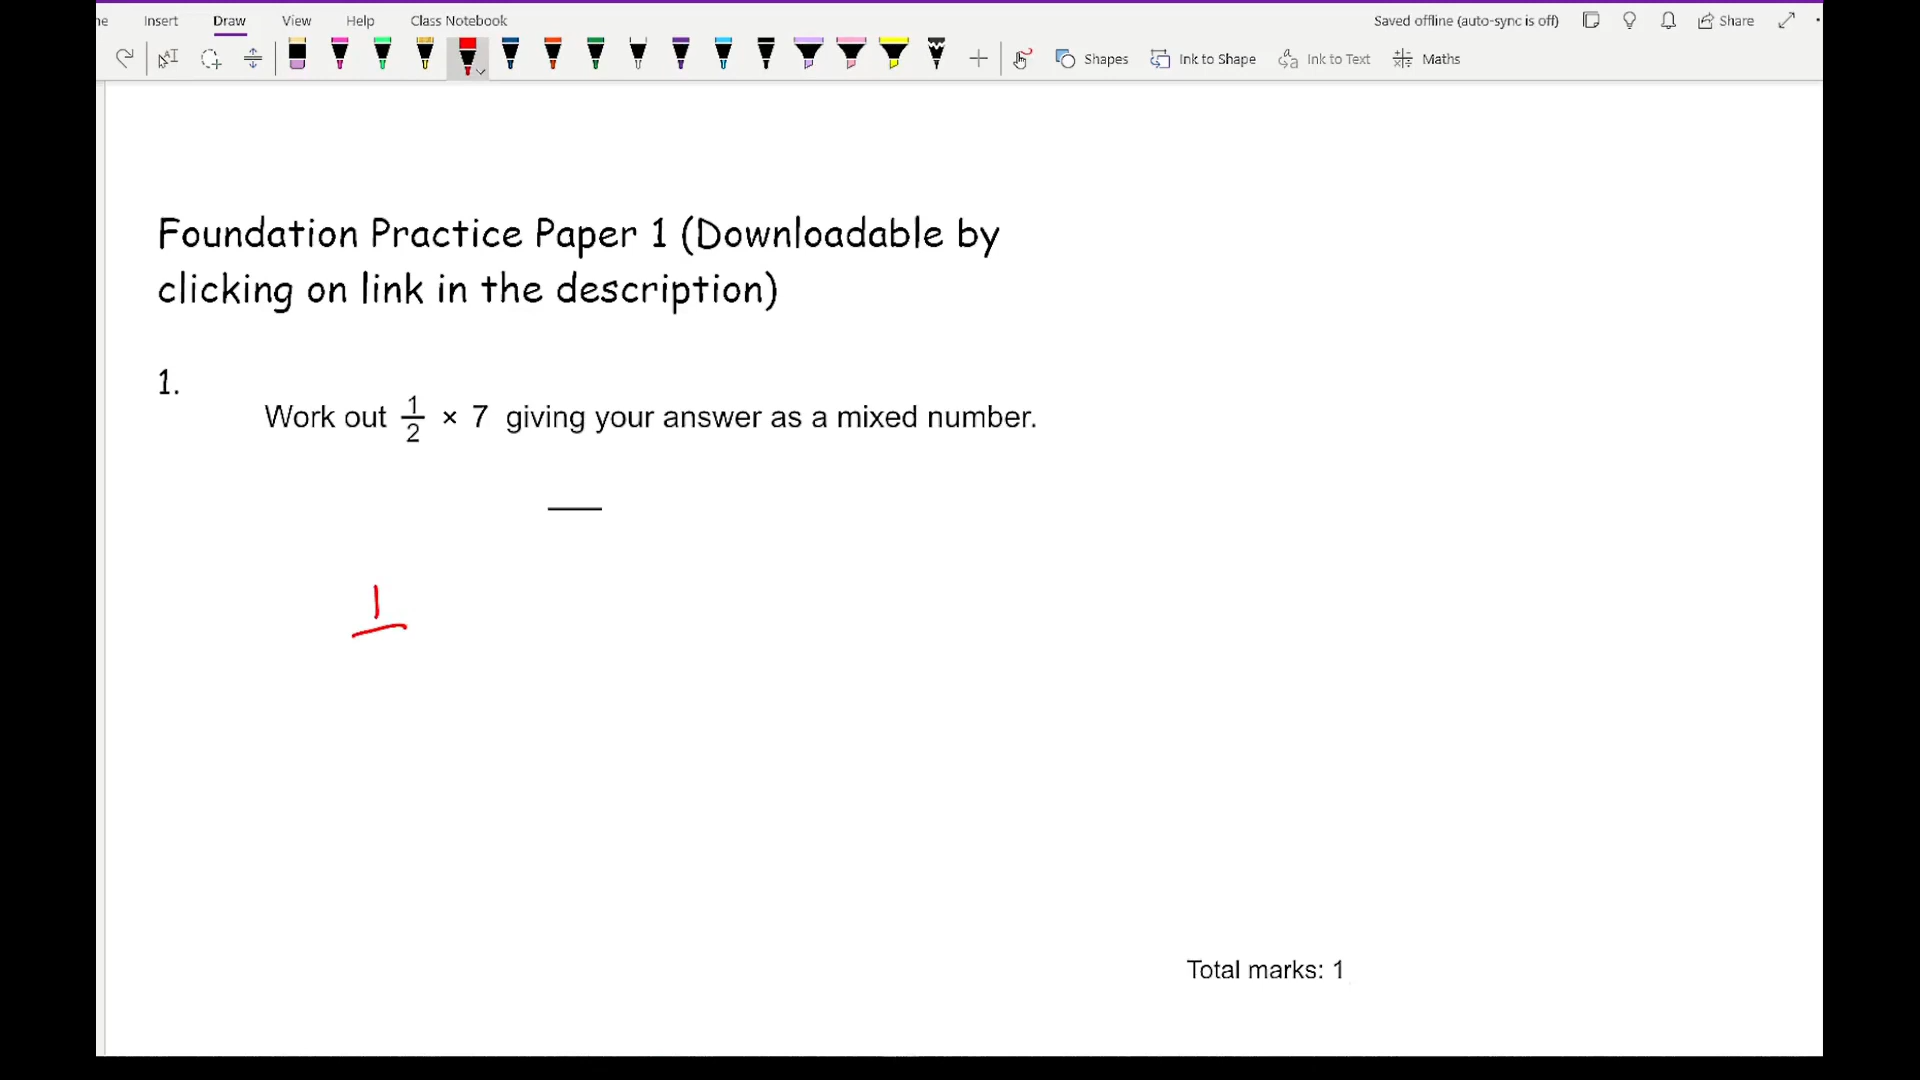 ne Insert Draw View Help Class Notebook Saved offline (auto-sync is off) Share
Shapes Ink to Shape Ink to Text Maths
Foundation Practice Paper 1 (Downloadable by
clicking on link in the description)
1.
Work out 1/2 × 7 giving your answer as a mixed number.
1
Total marks: 1